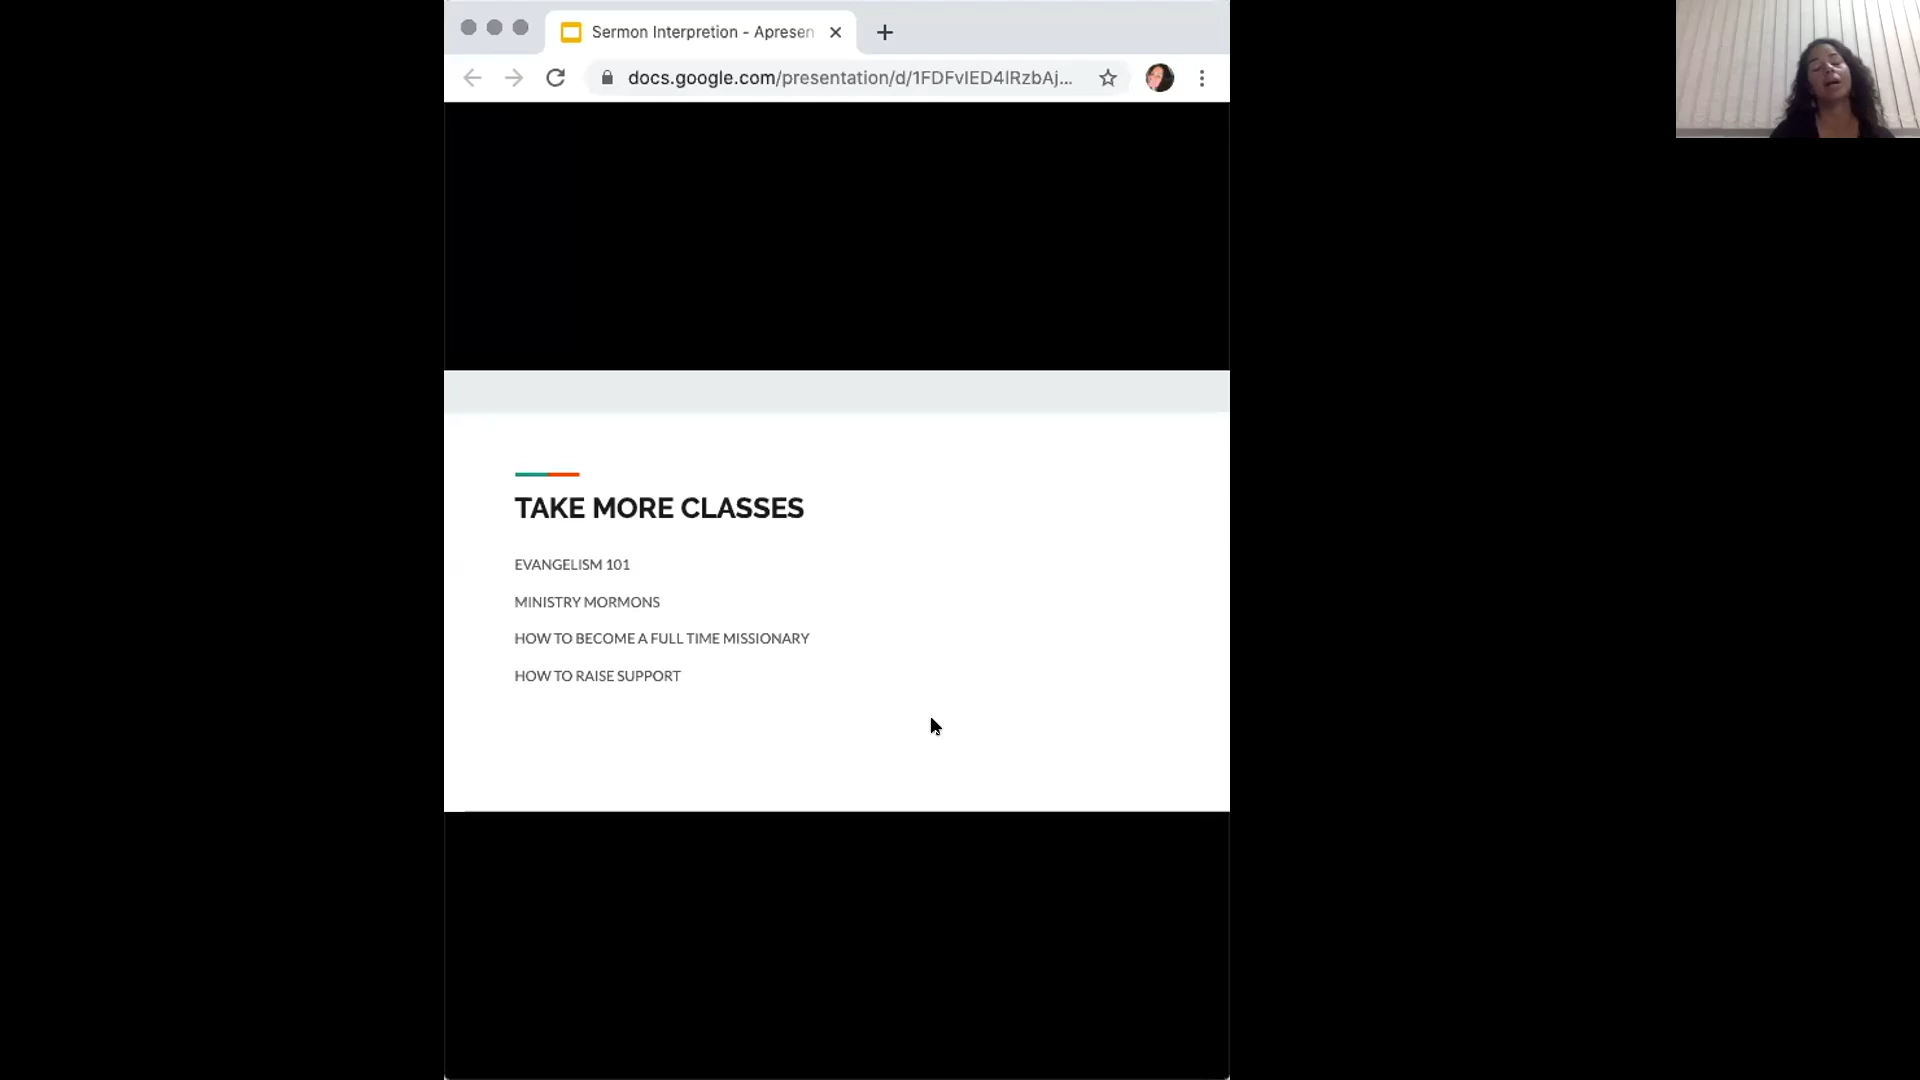 Sermon Interpretion - Apresen
docs.google.com/presentation/d/1FDFvIED4lRzbAj...
TAKE MORE CLASSES
EVANGELISM 101
MINISTRY MORMONS
HOW TO BECOME A FULL TIME MISSIONARY
HOW TO RAISE SUPPORT